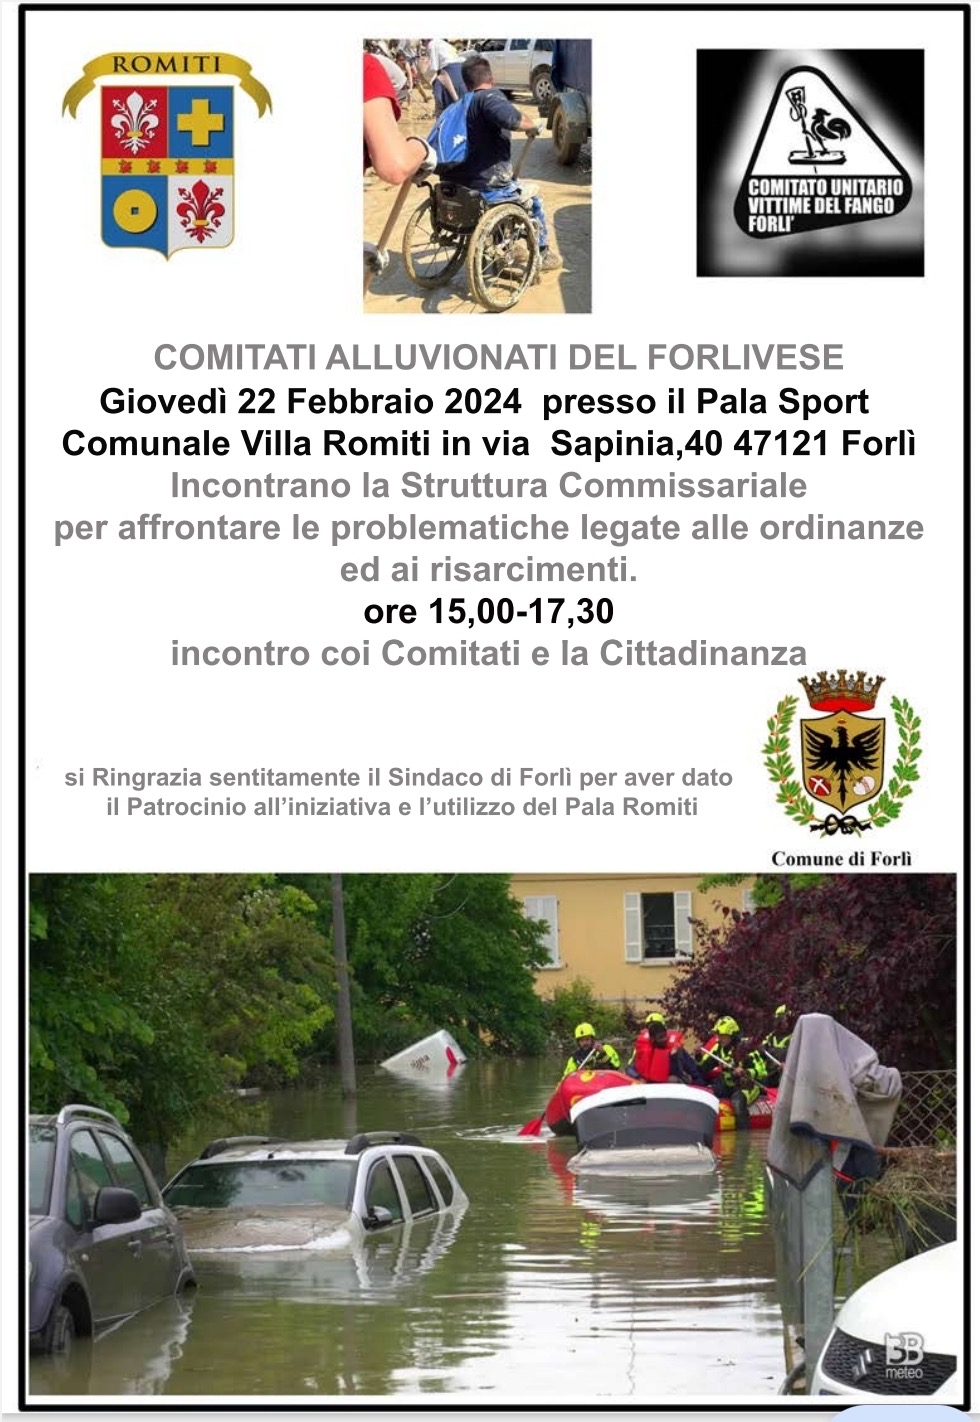 ROMITI
COMITATO UNITARIO
VITTIME DEL FANGO
FORLI'
COMITATI ALLUVIONATI DEL FORLIVESE
Giovedì 22 Febbraio 2024 presso il Pala Sport
Comunale Villa Romiti in via Sapinia,40 47121 Forlì
Incontrano la Struttura Commissariale
per affrontare le problematiche legate alle ordinanze
ed ai risarcimenti.
ore 15,00-17,30
incontro coi Comitati e la Cittadinanza
si Ringrazia sentitamente il Sindaco di Forlì per aver dato
il Patrocinio all’iniziativa e l’utilizzo del Pala Romiti
Comune di Forlì
3B
meteo